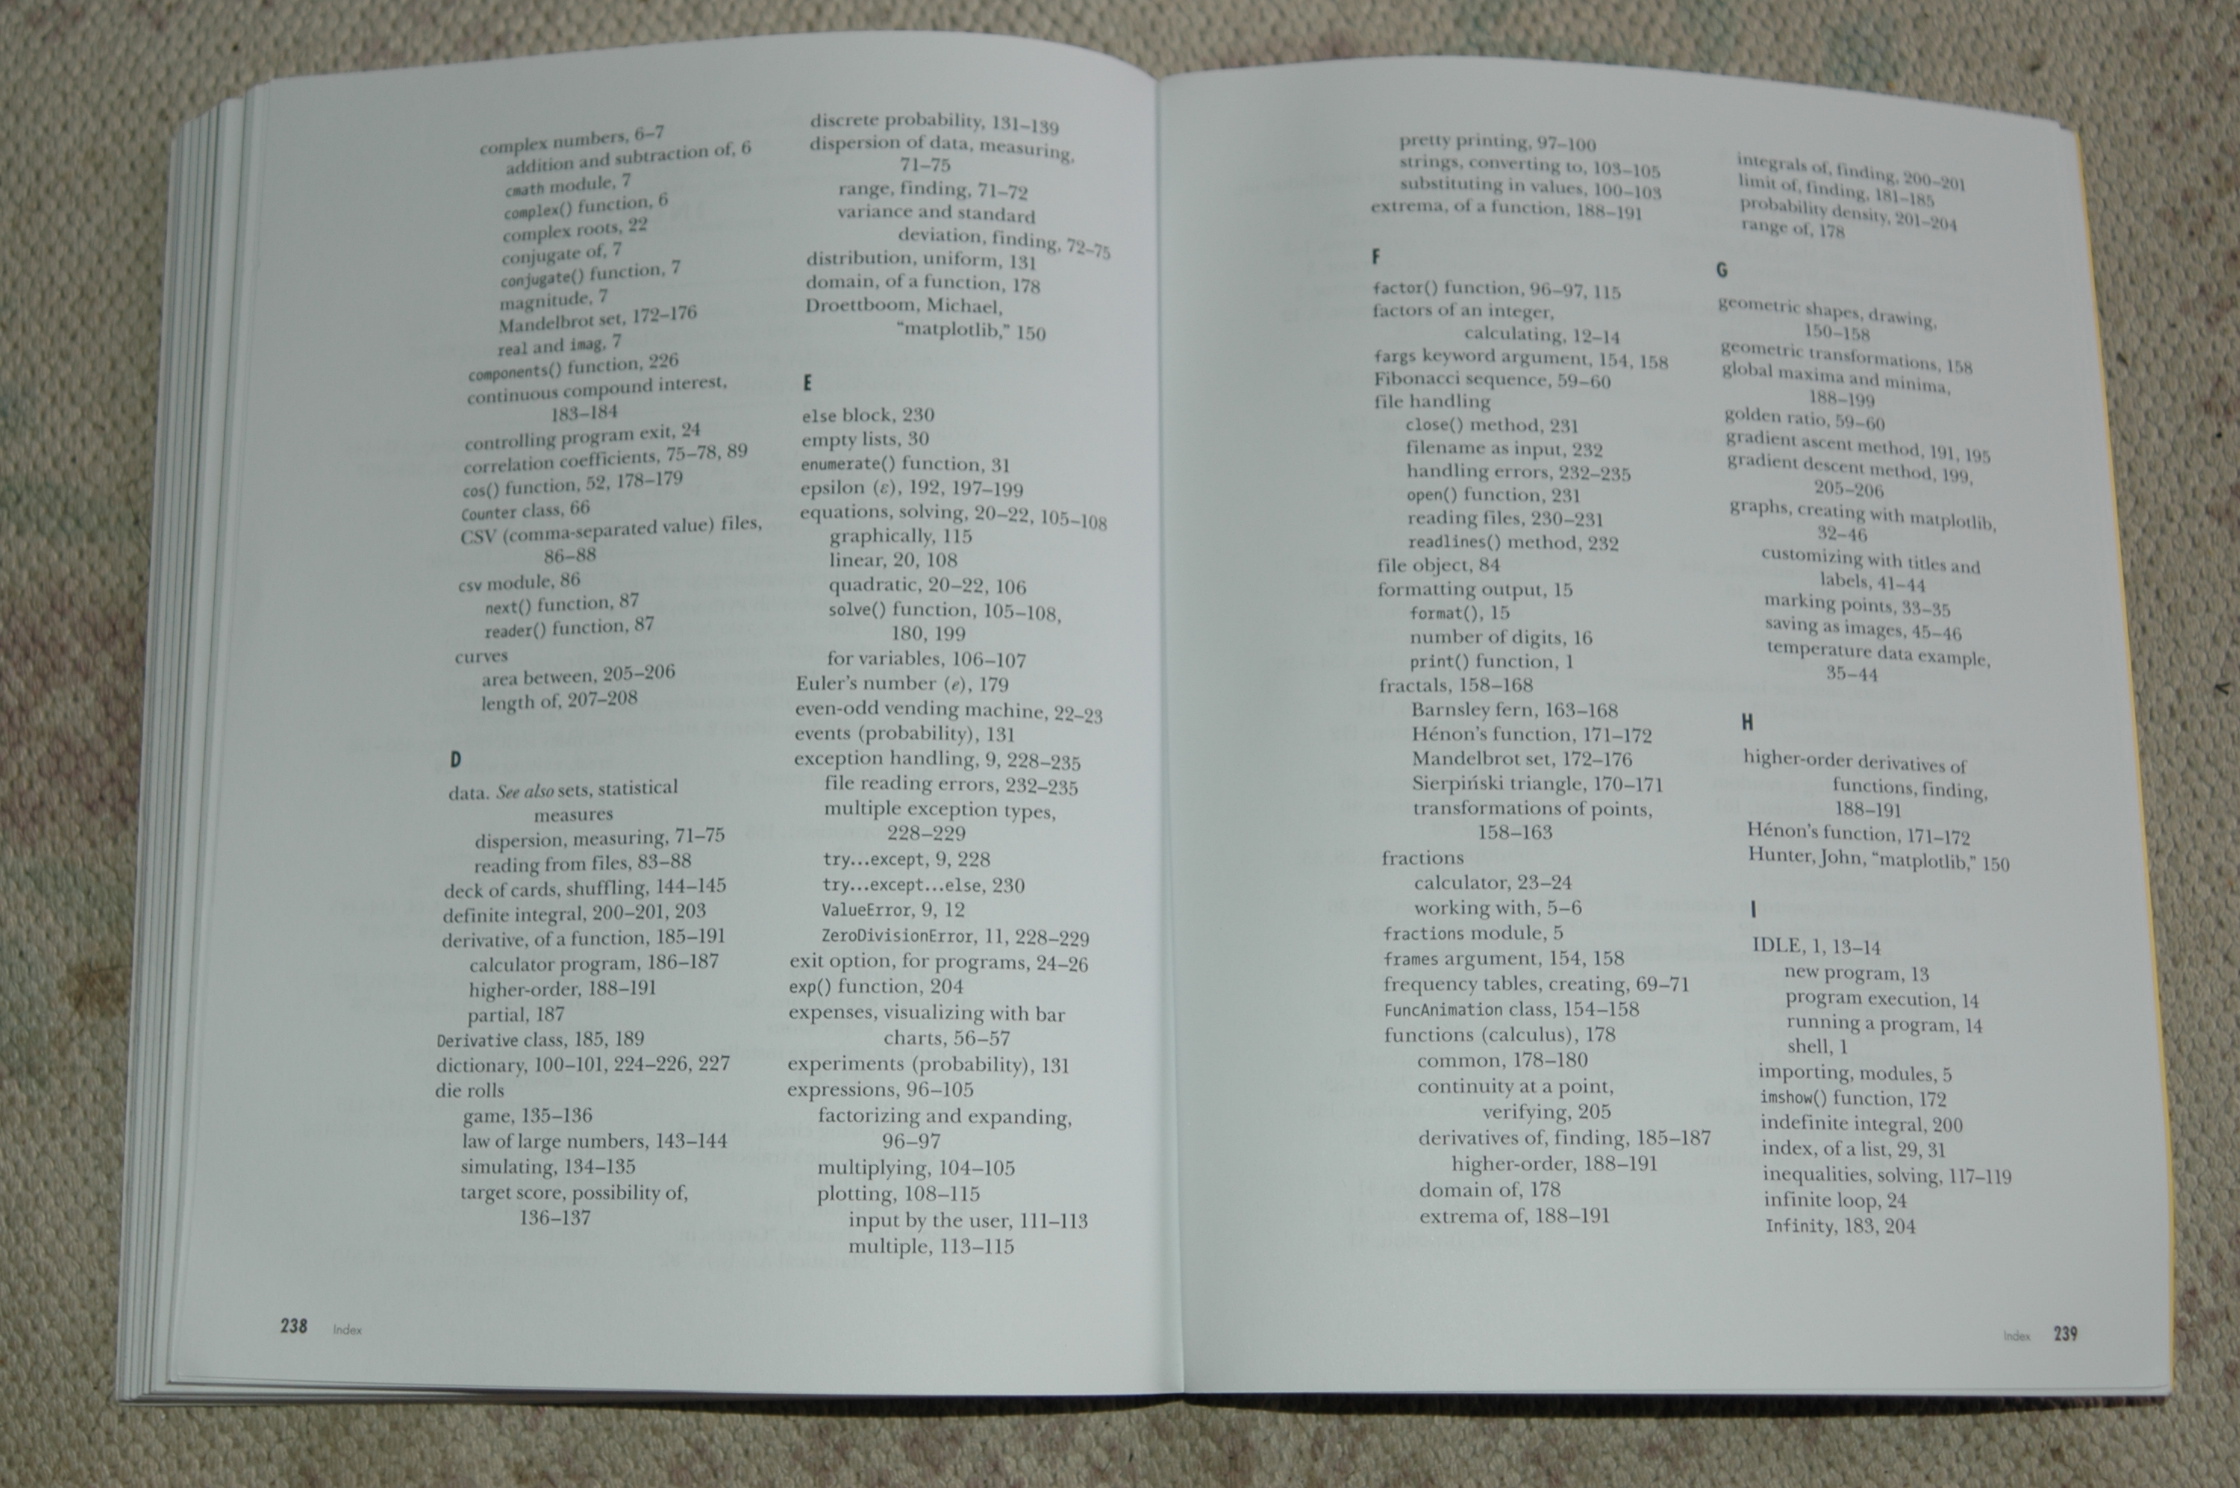 complex numbers, 6–7
addition and subtraction of, 6
cmath module, 7
complex() function, 6
complex roots, 22
conjugate of, 7
conjugate() function, 7
magnitude, 7
Mandelbrot set, 172–176
real and imag, 7
components() function, 226
continuous compound interest,
183–184
controlling program exit, 24
correlation coefficients, 75–78, 89
cos() function, 52, 178–179
Counter class, 66
CSV (comma-separated value) files,
86–88
csv module, 86
next() function, 87
reader() function, 87
curves
area between, 205–206
length of, 207–208
D
data. See also sets, statistical
measures
dispersion, measuring, 71–75
reading from files, 83–88
deck of cards, shuffling, 144–145
definite integral, 200–201, 203
derivative, of a function, 185–191
calculator program, 186–187
higher-order, 188–191
partial, 187
Derivative class, 185, 189
dictionary, 100–101, 224–226, 227
die rolls
game, 135–136
law of large numbers, 143–144
simulating, 134–135
target score, possibility of,
136–137
discrete probability, 131–139
dispersion of data, measuring,
71–75
range, finding, 71–72
variance and standard
deviation, finding, 72–75
distribution, uniform, 131
domain, of a function, 178
Droettboom, Michael,
“matplotlib,” 150
E
else block, 230
empty lists, 30
enumerate() function, 31
epsilon (ε), 192, 197–199
equations, solving, 20–22, 105–108
graphically, 115
linear, 20, 108
quadratic, 20–22, 106
solve() function, 105–108,
180, 199
for variables, 106–107
Euler’s number (e), 179
even-odd vending machine, 22–23
events (probability), 131
exception handling, 9, 228–235
file reading errors, 232–235
multiple exception types,
228–229
try...except, 9, 228
try...except...else, 230
ValueError, 9, 12
ZeroDivisionError, 11, 228–229
exit option, for programs, 24–26
exp() function, 204
expenses, visualizing with bar
charts, 56–57
experiments (probability), 131
expressions, 96–105
factorizing and expanding,
96–97
multiplying, 104–105
plotting, 108–115
input by the user, 111–113
multiple, 113–115
238 Index
pretty printing, 97–100
strings, converting to, 103–105
substituting in values, 100–103
extrema, of a function, 188–191
F
factor() function, 96–97, 115
factors of an integer,
calculating, 12–14
fargs keyword argument, 154, 158
Fibonacci sequence, 59–60
file handling
close() method, 231
filename as input, 232
handling errors, 232–235
open() function, 231
reading files, 230–231
readlines() method, 232
file object, 84
formatting output, 15
format(), 15
number of digits, 16
print() function, 1
fractals, 158–168
Barnsley fern, 163–168
Hénon’s function, 171–172
Mandelbrot set, 172–176
Sierpiński triangle, 170–171
transformations of points,
158–163
fractions
calculator, 23–24
working with, 5–6
fractions module, 5
frames argument, 154, 158
frequency tables, creating, 69–71
FuncAnimation class, 154–158
functions (calculus), 178
common, 178–180
continuity at a point,
verifying, 205
derivatives of, finding, 185–187
higher-order, 188–191
domain of, 178
extrema of, 188–191
integrals of, finding, 200–201
limit of, finding, 181–185
probability density, 201–204
range of, 178
G
geometric shapes, drawing,
150–158
geometric transformations, 158
global maxima and minima,
188–199
golden ratio, 59–60
gradient ascent method, 191, 195
gradient descent method, 199,
205–206
graphs, creating with matplotlib,
32–46
customizing with titles and
labels, 41–44
marking points, 33–35
saving as images, 45–46
temperature data example,
35–44
H
higher-order derivatives of
functions, finding,
188–191
Hénon’s function, 171–172
Hunter, John, “matplotlib,” 150
I
IDLE, 1, 13–14
new program, 13
program execution, 14
running a program, 14
shell, 1
importing, modules, 5
imshow() function, 172
indefinite integral, 200
index, of a list, 29, 31
inequalities, solving, 117–119
infinite loop, 24
Infinity, 183, 204
Index 239